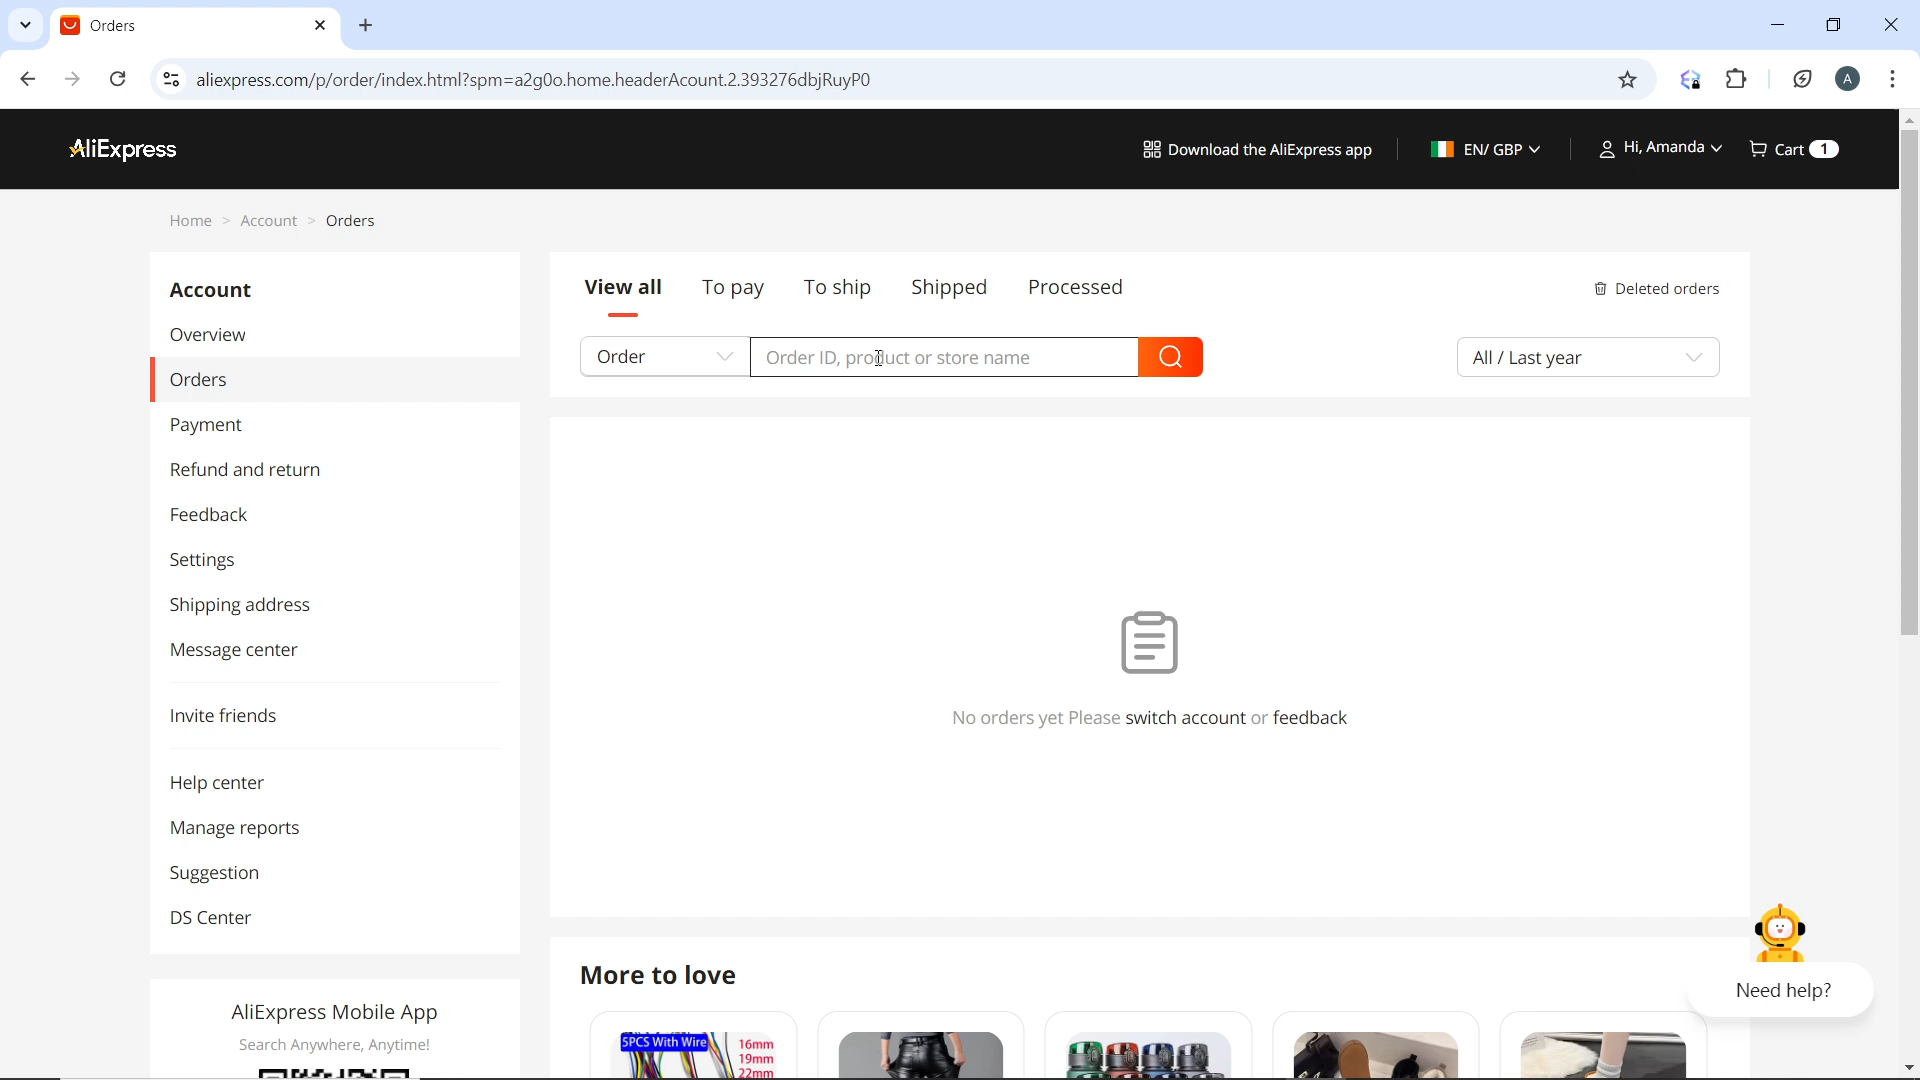 Orders
aliexpress.com/p/order/index.html?spm=a2g0o.home.headerAcount.2.393276dbjRuyP0
A
AliExpress
Download the AliExpress app
EN/ GBP
Hi, Amanda
Cart 1
Home > Account > Orders
Account
Overview
Orders
Payment
Refund and return
Feedback
Settings
Shipping address
Message center
Invite friends
Help center
Manage reports
Suggestion
DS Center
AliExpress Mobile App
Search Anywhere, Anytime!
View all To pay To ship Shipped Processed
Deleted orders
Order
Order ID, product or store name
All / Last year
No orders yet Please switch account or feedback
More to love
5PCS With Wire
16mm
19mm
22mm
Need help?